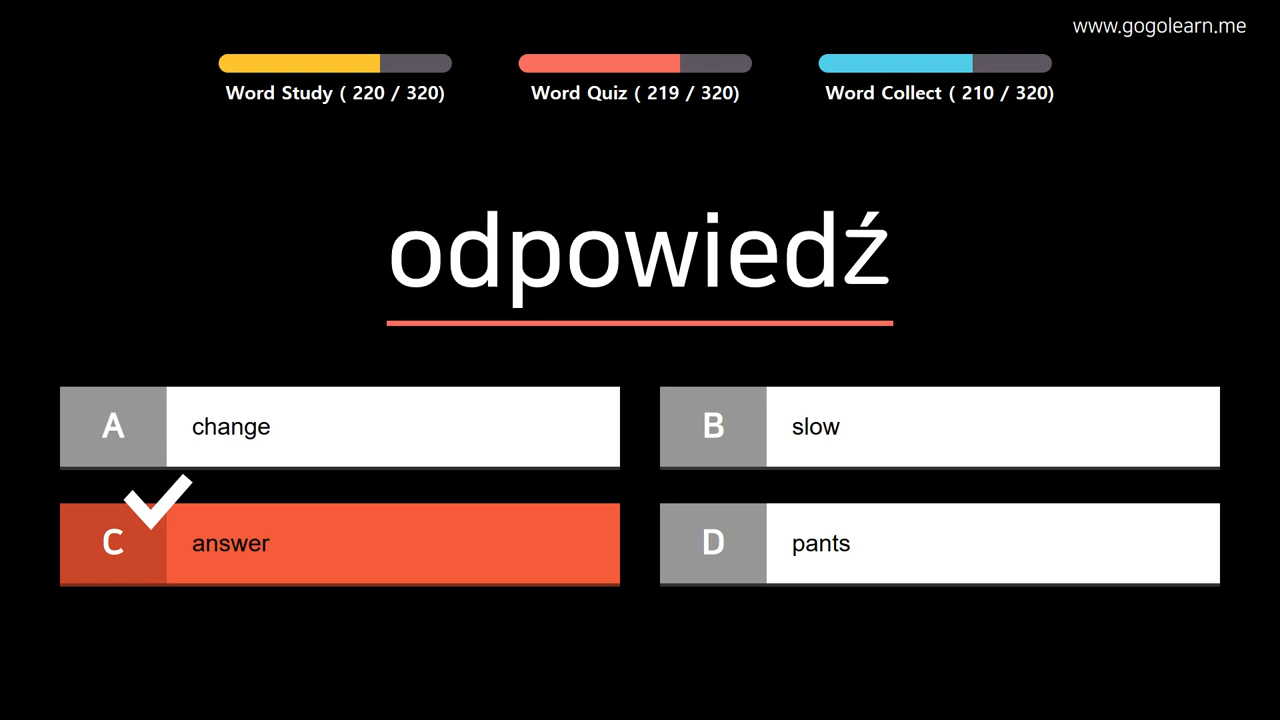 www.gogolearn.me
Word Study ( 220 / 320)
Word Quiz ( 219 / 320)
Word Collect ( 210 / 320)
odpowiedź
A change
B slow
C answer
D pants